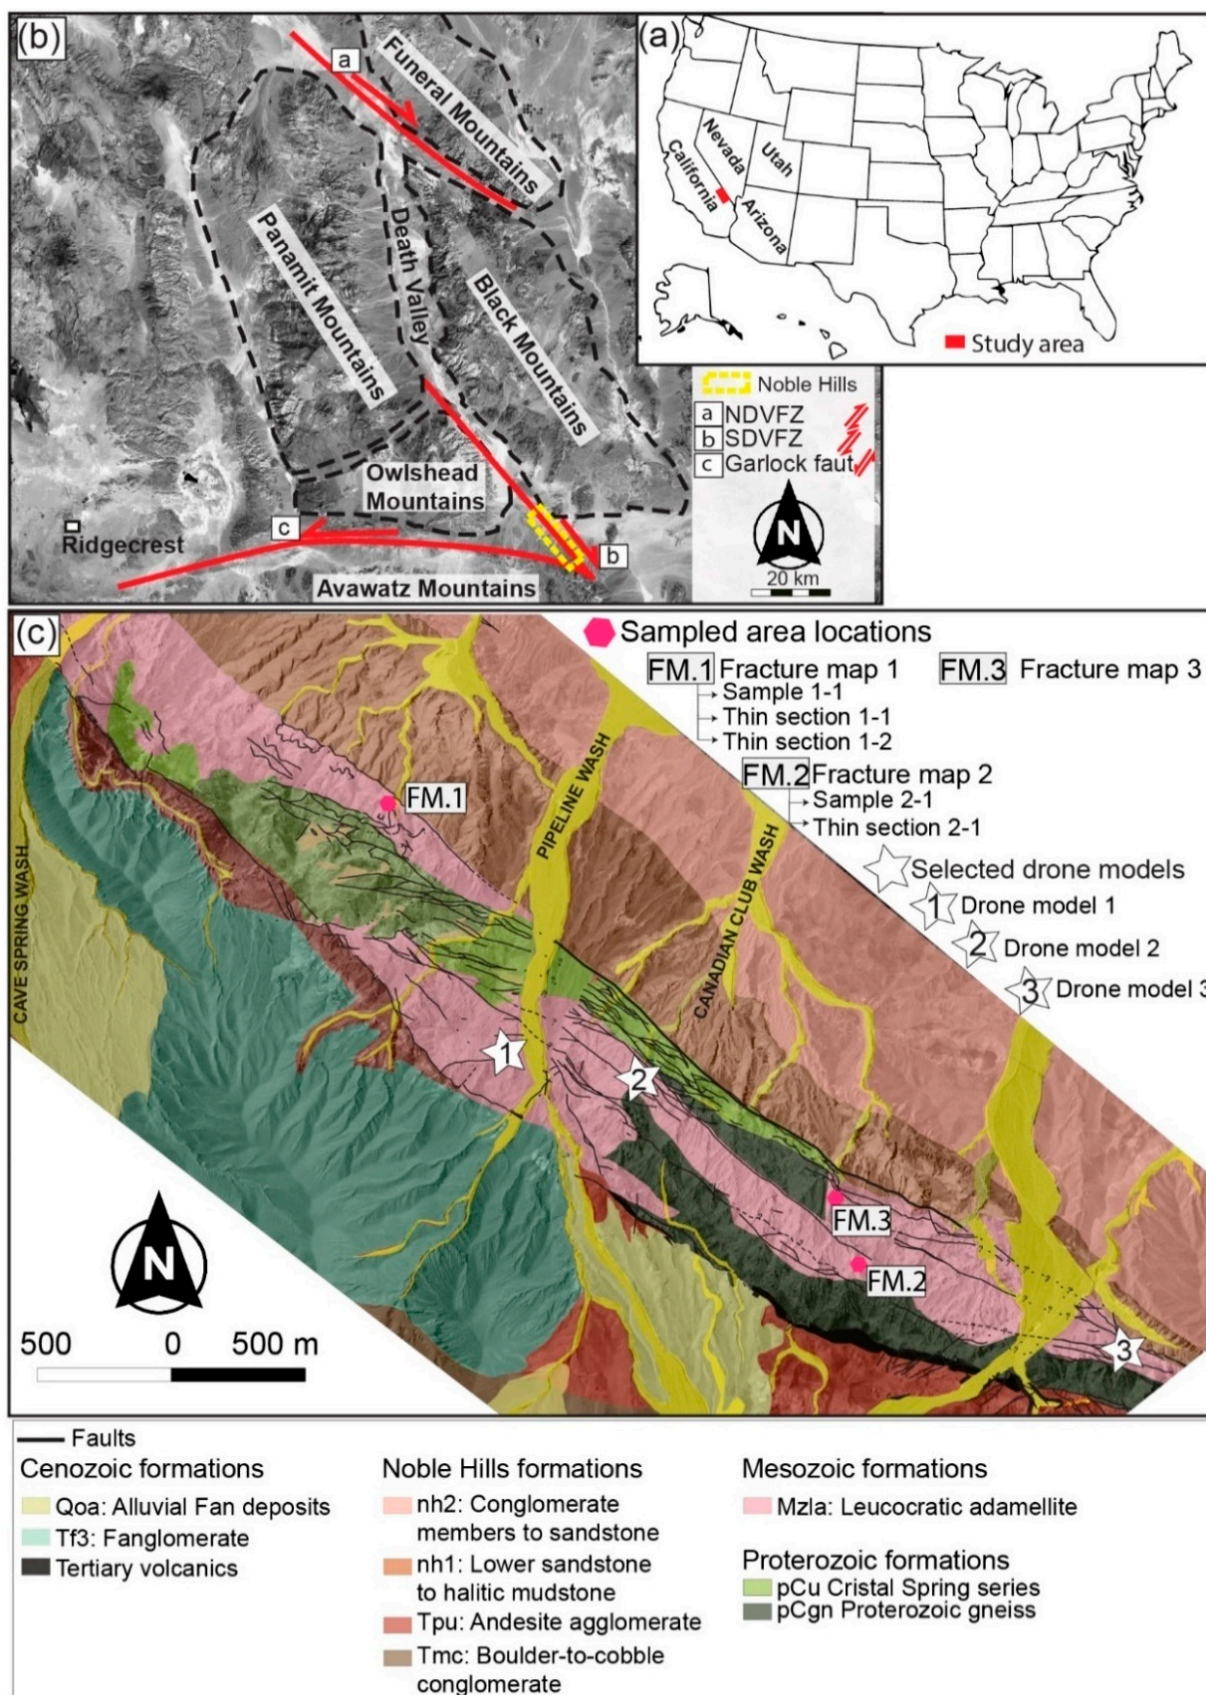 (b)
a
Funeral Mountains
Panamit Mountains
Death Valley
Black Mountains
Owlshead
Mountains
c
Ridgecrest
b
Avawatz Mountains
(a)
Nevada
Utah
California
Arizona
Study area
Noble Hills
a NDVFZ
b SDVFZ
c Garlock faut
N
20 km
(c)
Sampled area locations
FM.1 Fracture map 1
FM.3 Fracture map 3
Sample 1-1
Thin section 1-1
Thin section 1-2
FM.2 Fracture map 2
Sample 2-1
Thin section 2-1
Selected drone models
1 Drone model 1
2 Drone model 2
3 Drone model 3
CAVE SPRING WASH
PIPELINE WASH
CANADIAN CLUB WASH
FM.1
1
2
FM.3
FM.2
3
N
500 0 500 m
Faults
Cenozoic formations
Qoa: Alluvial Fan deposits
Tf3: Fanglomerate
Tertiary volcanics
Noble Hills formations
nh2: Conglomerate
members to sandstone
nh1: Lower sandstone
to halitic mudstone
Tpu: Andesite agglomerate
Tmc: Boulder-to-cobble
conglomerate
Mesozoic formations
Mzla: Leucocratic adamellite
Proterozoic formations
pCu Cristal Spring series
pCgn Proterozoic gneiss